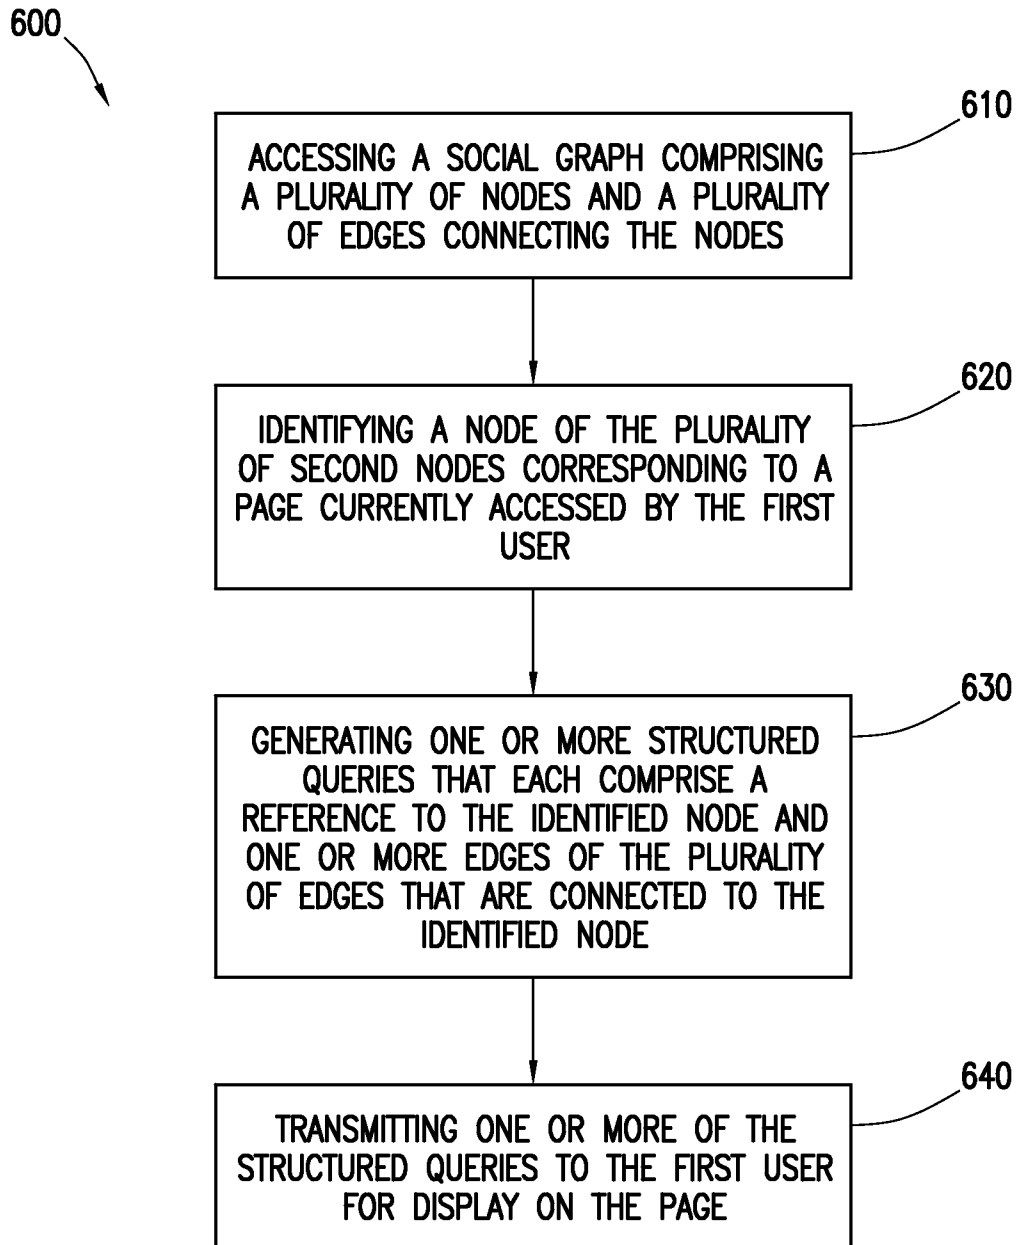 600
610
ACCESSING A SOCIAL GRAPH COMPRISING
A PLURALITY OF NODES AND A PLURALITY
OF EDGES CONNECTING THE NODES
620
IDENTIFYING A NODE OF THE PLURALITY
OF SECOND NODES CORRESPONDING TO A
PAGE CURRENTLY ACCESSED BY THE FIRST
USER
630
GENERATING ONE OR MORE STRUCTURED
QUERIES THAT EACH COMPRISE A
REFERENCE TO THE IDENTIFIED NODE AND
ONE OR MORE EDGES OF THE PLURALITY
OF EDGES THAT ARE CONNECTED TO THE
IDENTIFIED NODE
640
TRANSMITTING ONE OR MORE OF THE
STRUCTURED QUERIES TO THE FIRST USER
FOR DISPLAY ON THE PAGE